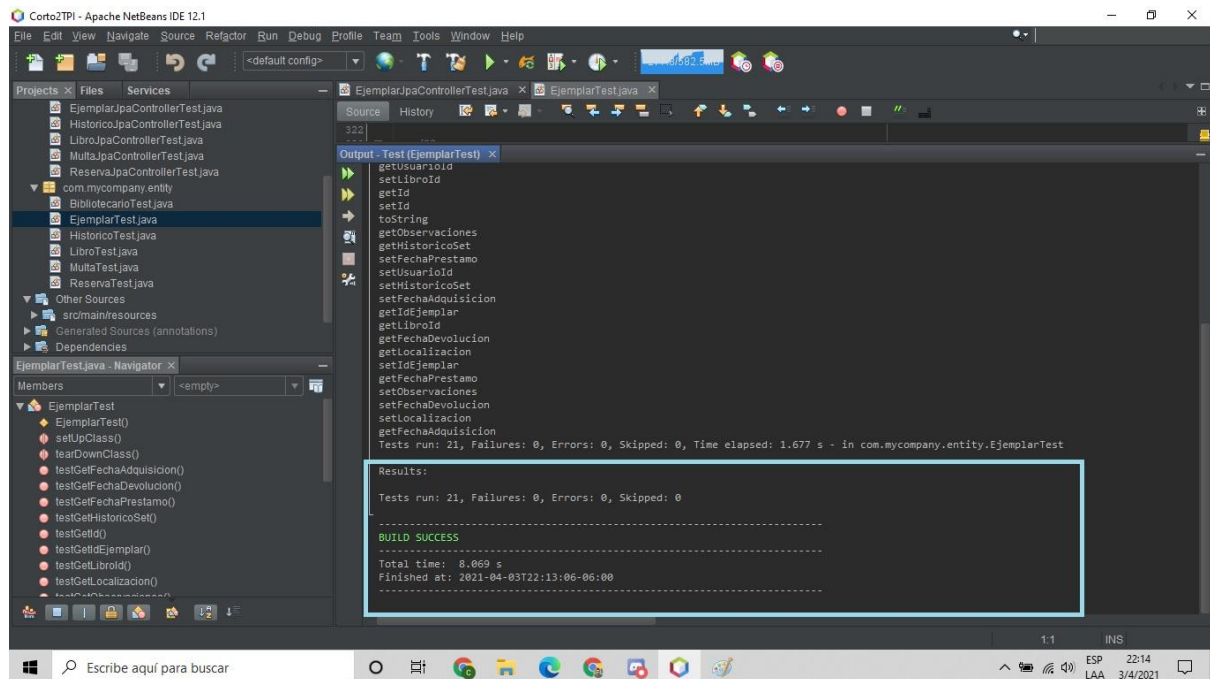 Corto2TPI - Apache NetBeans IDE 12.1
File Edit View Navigate Source Refactor Run Debug Profile Team Tools Window Help
<default config>
Projects Files Services
EjemplarJpaControllerTest.java
HistoricoJpaControllerTest.java
LibroJpaControllerTest.java
MultaJpaControllerTest.java
ReservaJpaControllerTest.java
com.mycompany.entity
BibliotecarioTest.java
EjemplarTest.java
HistoricoTest.java
LibroTest.java
MultaTest.java
ReservaTest.java
Other Sources
src/main/resources
Generated Sources (annotations)
Dependencies
EjemplarTest.java - Navigator
Members <empty>
EjemplarTest
EjemplarTest()
setUpClass()
tearDownClass()
testGetFechaAdquisicion()
testGetFechaDevolucion()
testGetFechaPrestamo()
testGetHistoricoSet()
testGetId()
testGetIdEjemplar()
testGetLibroId()
testGetLocalizacion()
EjemplarJpaControllerTest.java EjemplarTest.java
Source History
322
Output - Test (EjemplarTest)
getUsuarioId
setLibroId
getId
setId
toString
getObservaciones
getHistoricoSet
setFechaPrestamo
setUsuarioId
setHistoricoSet
setFechaAdquisicion
getIdEjemplar
getLibroId
getFechaDevolucion
getLocalizacion
setIdEjemplar
getFechaPrestamo
setObservaciones
setFechaDevolucion
setLocalizacion
getFechaAdquisicion
Tests run: 21, Failures: 0, Errors: 0, Skipped: 0, Time elapsed: 1.677 s - in com.mycompany.entity.EjemplarTest
Results:
Tests run: 21, Failures: 0, Errors: 0, Skipped: 0
------------------------------------------------------------------------
BUILD SUCCESS
------------------------------------------------------------------------
Total time: 8.069 s
Finished at: 2021-04-03T22:13:06-06:00
------------------------------------------------------------------------
1:1 INS
Escribe aquí para buscar
ESP 22:14
LAA 3/4/2021